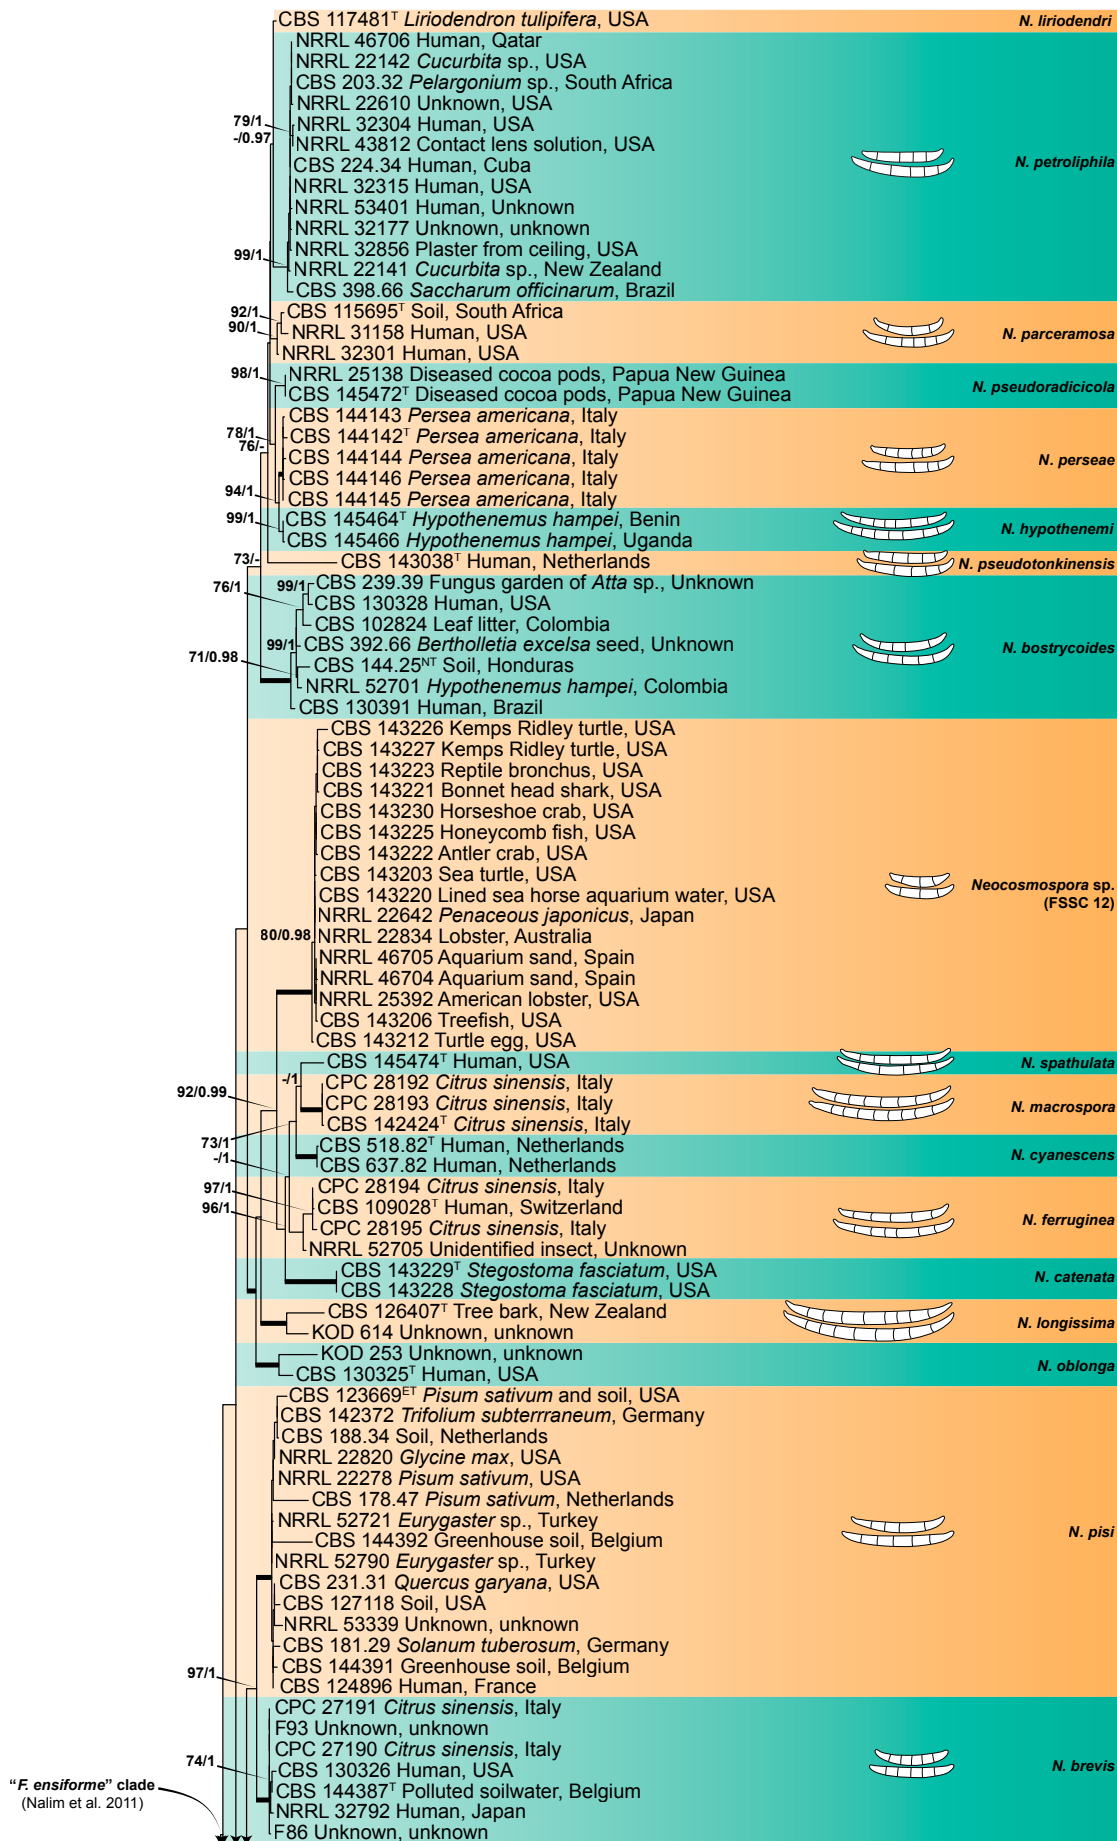 CBS 117481T Liriodendron tulipifera, USA
N. liriodendri
NRRL 46706 Human, Qatar
NRRL 22142 Cucurbita sp., USA
CBS 203.32 Pelargonium sp., South Africa
NRRL 22610 Unknown, USA
79/1
NRRL 32304 Human, USA
-/0.97
NRRL 43812 Contact lens solution, USA
CBS 224.34 Human, Cuba
N. petroliphila
NRRL 32315 Human, USA
NRRL 53401 Human, Unknown
NRRL 32177 Unknown, unknown
99/1
NRRL 32856 Plaster from ceiling, USA
NRRL 22141 Cucurbita sp., New Zealand
CBS 398.66 Saccharum officinarum, Brazil
92/1
CBS 115695T Soil, South Africa
90/1
NRRL 31158 Human, USA
N. parceramosa
NRRL 32301 Human, USA
98/1
NRRL 25138 Diseased cocoa pods, Papua New Guinea
N. pseudoradicicola
CBS 145472T Diseased cocoa pods, Papua New Guinea
CBS 144143 Persea americana, Italy
78/1
CBS 144142T Persea americana, Italy
76/-
CBS 144144 Persea americana, Italy
N. perseae
CBS 144146 Persea americana, Italy
94/1
CBS 144145 Persea americana, Italy
99/1
CBS 145464T Hypothenemus hampei, Benin
N. hypothenemi
CBS 145466 Hypothenemus hampei, Uganda
73/-
CBS 143038T Human, Netherlands
N. pseudotonkinensis
76/1
99/1
CBS 239.39 Fungus garden of Atta sp., Unknown
CBS 130328 Human, USA
CBS 102824 Leaf litter, Colombia
99/1
CBS 392.66 Bertholletia excelsa seed, Unknown
N. bostrycoides
71/0.98
CBS 144.25NT Soil, Honduras
NRRL 52701 Hypothenemus hampei, Colombia
CBS 130391 Human, Brazil
CBS 143226 Kemps Ridley turtle, USA
CBS 143227 Kemps Ridley turtle, USA
CBS 143223 Reptile bronchus, USA
CBS 143221 Bonnet head shark, USA
CBS 143230 Horseshoe crab, USA
CBS 143225 Honeycomb fish, USA
CBS 143222 Antler crab, USA
CBS 143203 Sea turtle, USA
CBS 143220 Lined sea horse aquarium water, USA
Neocosmospora sp.
(FSSC 12)
NRRL 22642 Penaceous japonicus, Japan
80/0.98
NRRL 22834 Lobster, Australia
NRRL 46705 Aquarium sand, Spain
NRRL 46704 Aquarium sand, Spain
NRRL 25392 American lobster, USA
CBS 143206 Treefish, USA
CBS 143212 Turtle egg, USA
CBS 145474T Human, USA
N. spathulata
-/1
92/0.99
CPC 28192 Citrus sinensis, Italy
CPC 28193 Citrus sinensis, Italy
N. macrospora
CBS 142424T Citrus sinensis, Italy
73/1
CBS 518.82T Human, Netherlands
N. cyanescens
-/1
CBS 637.82 Human, Netherlands
97/1
CPC 28194 Citrus sinensis, Italy
96/1
CBS 109028T Human, Switzerland
N. ferruginea
CPC 28195 Citrus sinensis, Italy
NRRL 52705 Unidentified insect, Unknown
CBS 143229T Stegostoma fasciatum, USA
N. catenata
CBS 143228 Stegostoma fasciatum, USA
CBS 126407T Tree bark, New Zealand
N. longissima
KOD 614 Unknown, unknown
KOD 253 Unknown, unknown
N. oblonga
CBS 130325T Human, USA
CBS 123669ET Pisum sativum and soil, USA
CBS 142372 Trifolium subterrraneum, Germany
CBS 188.34 Soil, Netherlands
NRRL 22820 Glycine max, USA
NRRL 22278 Pisum sativum, USA
CBS 178.47 Pisum sativum, Netherlands
NRRL 52721 Eurygaster sp., Turkey
N. pisi
CBS 144392 Greenhouse soil, Belgium
NRRL 52790 Eurygaster sp., Turkey
CBS 231.31 Quercus garyana, USA
CBS 127118 Soil, USA
NRRL 53339 Unknown, unknown
CBS 181.29 Solanum tuberosum, Germany
97/1
CBS 144391 Greenhouse soil, Belgium
CBS 124896 Human, France
CPC 27191 Citrus sinensis, Italy
F93 Unknown, unknown
CPC 27190 Citrus sinensis, Italy
74/1
CBS 130326 Human, USA
N. brevis
CBS 144387T Polluted soilwater, Belgium
NRRL 32792 Human, Japan
F86 Unknown, unknown
“F. ensiforme” clade
(Nalim et al. 2011)